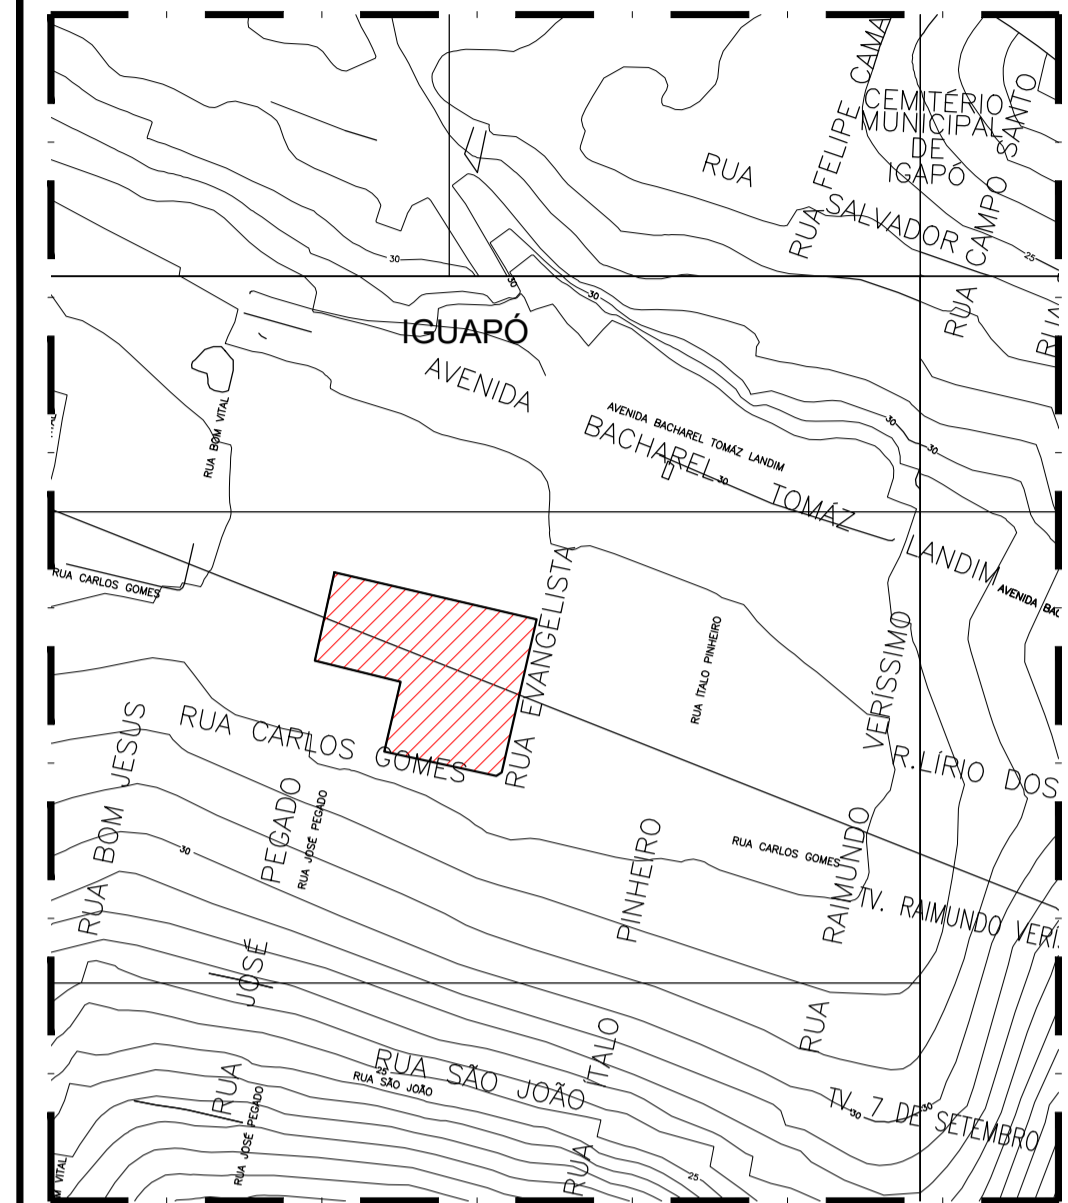 RUA FELIPE CAMA
CEMITÉRIO
MUNICIPAL
DE
IGAPÓ
RUA CAMPO SANTO
RUA SALVADOR
25
30
30
30
RUA
IGUAPÓ
AVENIDA BACHAREL TOMÁZ LANDIM
AVENIDA BACHAREL TOMÁZ LANDIM
30
30
30
RUA BOM VITAL
RUA CARLOS GOMES
AVENIDA BAC
RUA EVANGELISTA
RUA ITALO PINHEIRO
RUA RAIMUNDO VERÍSSIMO
R. LÍRIO DOS
RUA CARLOS GOMES
RUA BOM JESUS
RUA JOSÉ PEGADO
RUA JOSÉ PEGADO
30
RUA ÍTALO PINHEIRO
RUA CARLOS GOMES
TV. RAIMUNDO VERÍ
RUA SÃO JOÃO
25
RUA SÃO JOÃO
TV. 7 DE SETEMBRO
30
30
RUA JOSÉ PEGADO
25
M VITAL